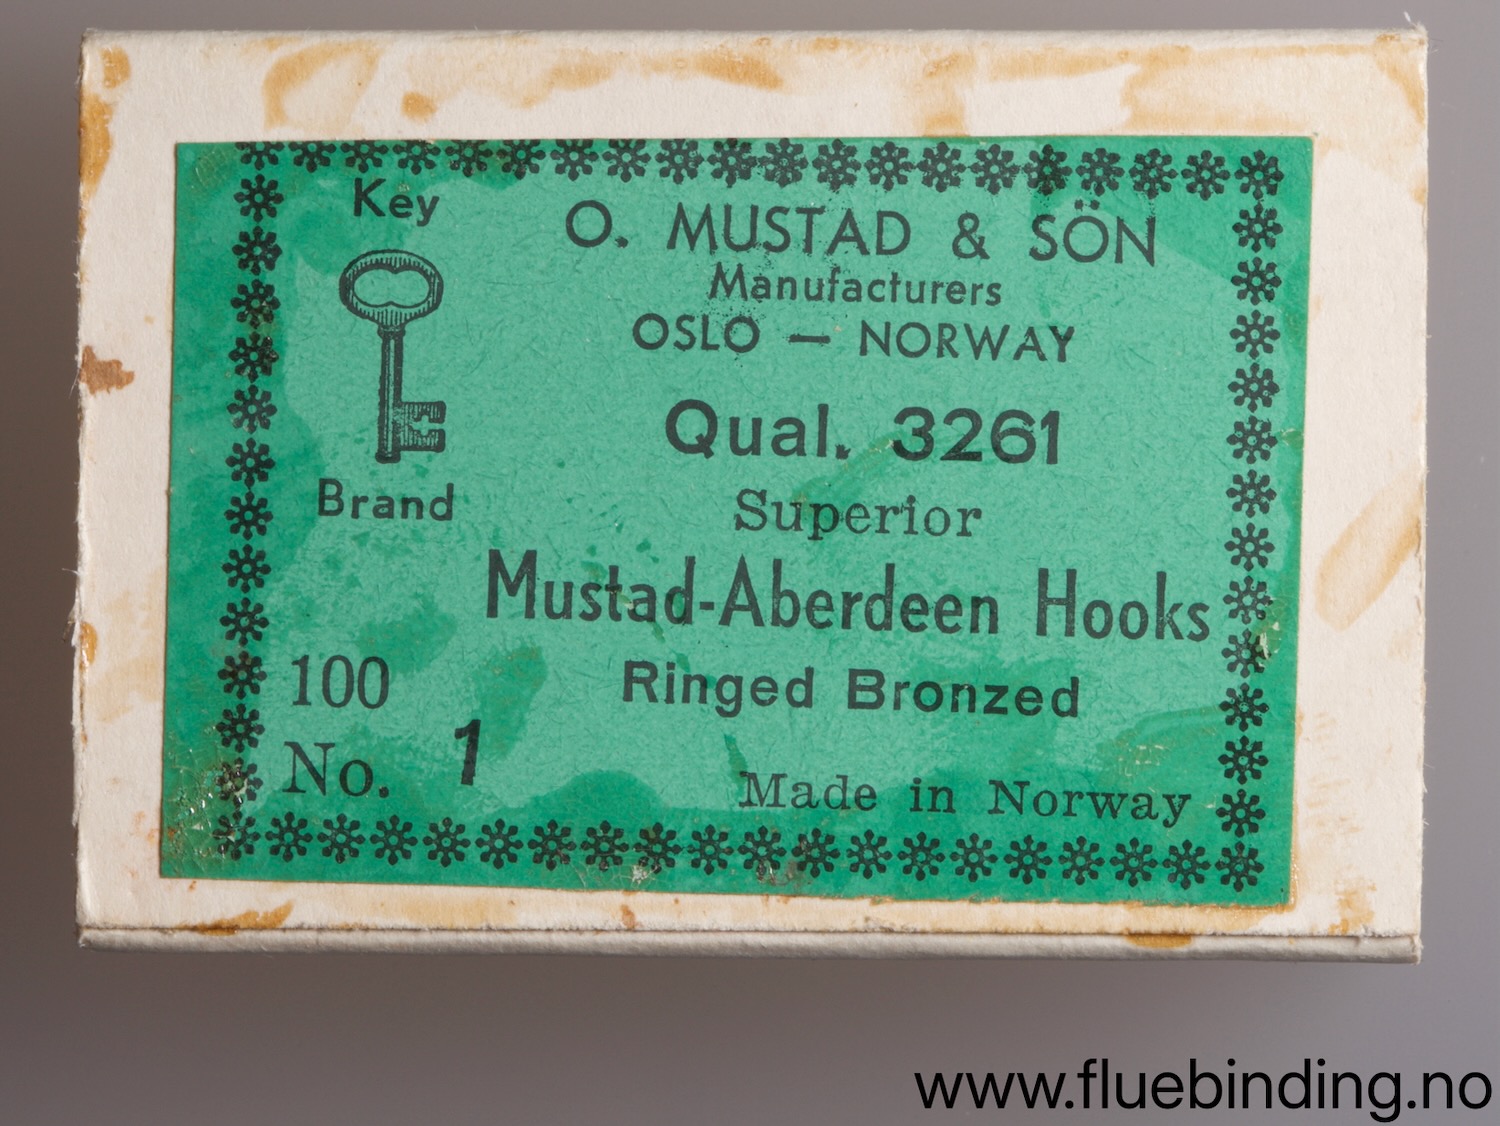 Key
Brand
O. MUSTAD & SÖN
Manufacturers
OSLO — NORWAY
Qual. 3261
Superior
Mustad-Aberdeen Hooks
Ringed Bronzed
100
No. 1
Made in Norway
www.fluebinding.no